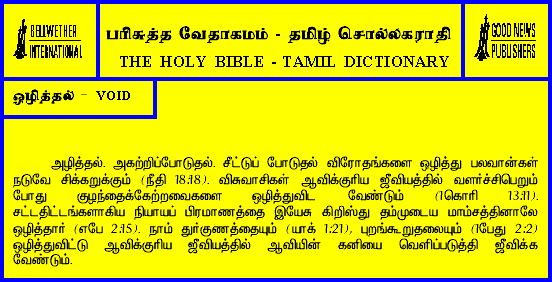 BELLWETHER
INTERNATIONAL
பரிசுத்த வேதாகமம் - தமிழ் சொல்லகராதி
THE HOLY BIBLE - TAMIL DICTIONARY
GOOD NEWS
PUBLISHERS
ஒழித்தல் - VOID
அழித்தல். அகற்றிப்போடுதல். சீட்டுப் போடுதல் விரோதங்களை ஒழித்து பலவான்கள்
நடுவே சிக்கறுக்கும் (நீதி 18:18). விசுவாசிகள் ஆவிக்குரிய ஜீவியத்தில் வளர்ச்சிபெறும்
போது குழந்தைக்கேற்றவைகளை ஒழித்துவிட வேண்டும் (1கொரி 13:11).
சட்டதிட்டங்களாகிய நியாயப் பிரமாணத்தை இயேசு கிறிஸ்து தம்முடைய மாம்சத்தினாலே
ஒழித்தார் (எபே 2:15). நாம் துர்குணத்தையும் (யாக் 1:21), புறங்கூறுதலையும் (1பேது 2:2)
ஒழித்துவிட்டு ஆவிக்குரிய ஜீவியத்தில் ஆவியின் கனியை வெளிப்படுத்தி ஜீவிக்க
வேண்டும்.